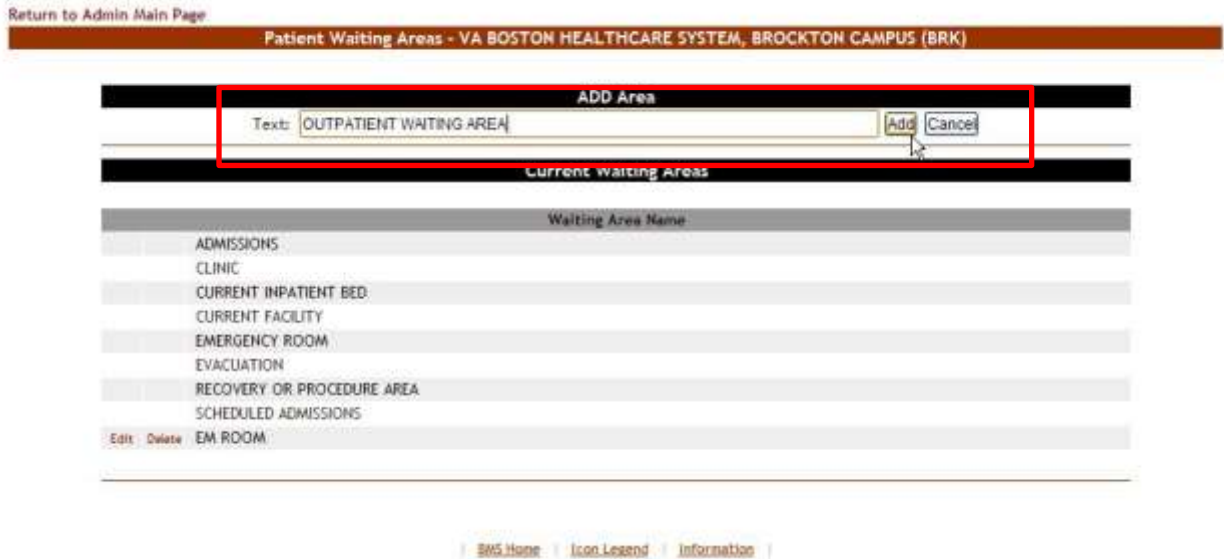 Return to Admin Main Page
Patient Waiting Areas - VA BOSTON HEALTHCARE SYSTEM, BROCKTON CAMPUS (BRK)
ADD Area
Text: OUTPATIENT WAITING AREA Add Cancel
Current Waiting Areas
Waiting Area Name
ADMISSIONS
CLINIC
CURRENT INPATIENT BED
CURRENT FACILITY
EMERGENCY ROOM
EVACUATION
RECOVERY OR PROCEDURE AREA
SCHEDULED ADMISSIONS
Edit Delete EM ROOM
| BMS Home | Icon Legend | Information |